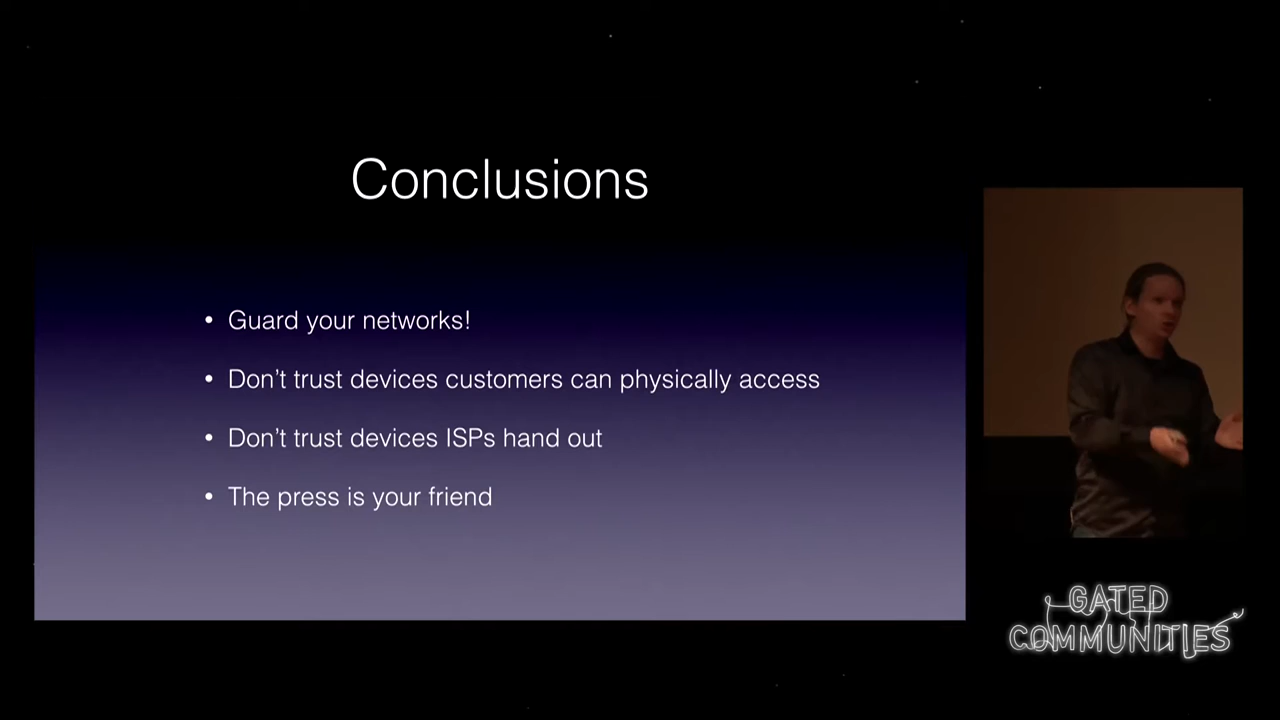 Conclusions
• Guard your networks!
• Don’t trust devices customers can physically access
• Don’t trust devices ISPs hand out
• The press is your friend
GATED
COMMUNITIES